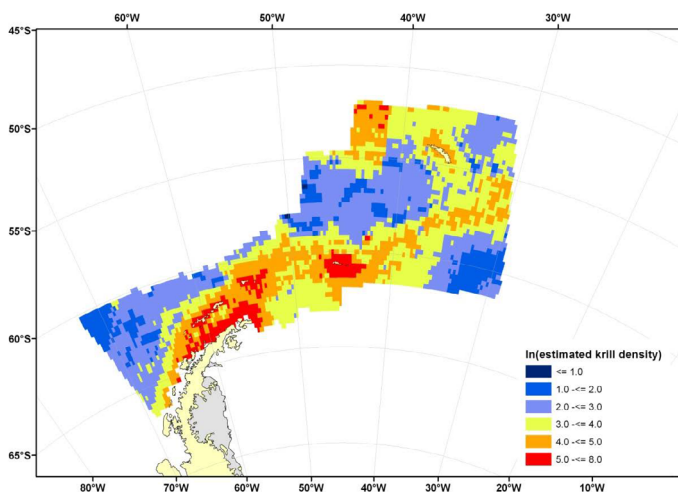 60°W 50°W 40°W 30°W
45°S
50°S
55°S
60°S
65°S
ln(estimated krill density)
<= 1.0
1.0 -<= 2.0
2.0 -<= 3.0
3.0 -<= 4.0
4.0 -<= 5.0
5.0 -<= 8.0
80°W 70°W 60°W 50°W 40°W 30°W 20°W 10°W